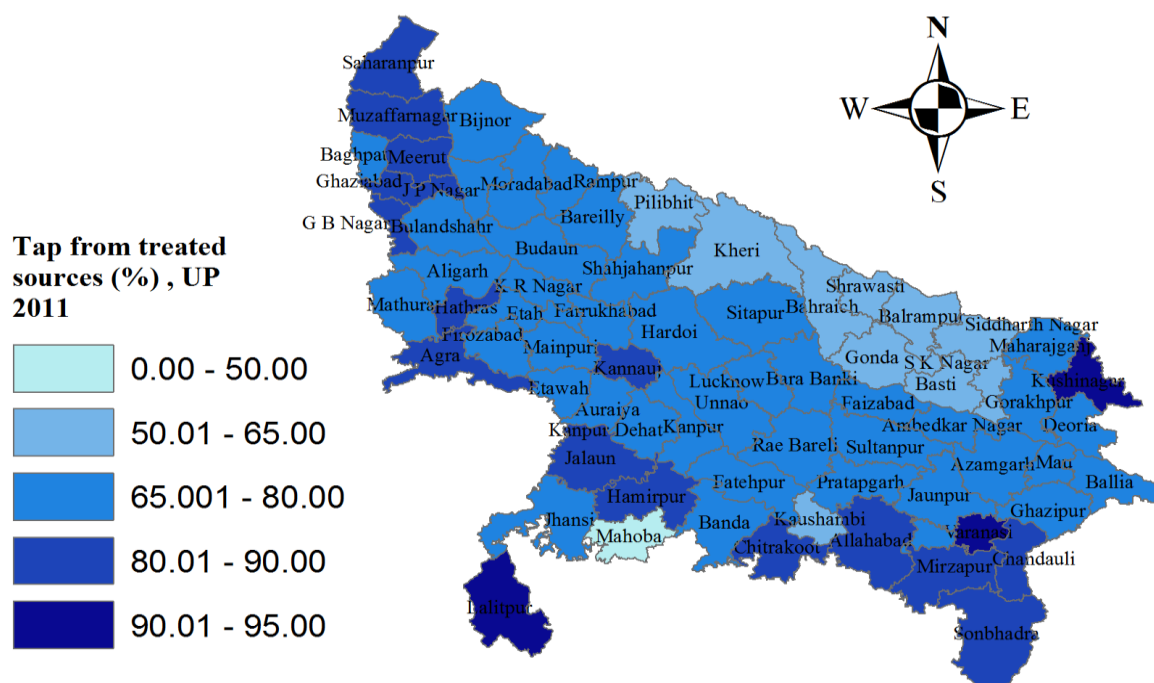 N
W
E
S
Tap from treated
sources (%) , UP
2011
0.00 - 50.00
50.01 - 65.00
65.001 - 80.00
80.01 - 90.00
90.01 - 95.00
Saharanpur
Muzaffarnagar
Bijnor
Baghpat
Meerut
Ghaziabad
J P Nagar
Moradabad
Rampur
Pilibhit
G B Nagar
Bulandshahr
Bareilly
Budaun
Kheri
Aligarh
Shahjahanpur
K R Nagar
Shrawasti
Mathura
Hathras
Etah
Farrukhabad
Sitapur
Bahraich
Balrampur
Firozabad
Hardoi
Siddharth Nagar
Maharajganj
Agra
Mainpuri
Gonda
S K Nagar
Kannauj
Lucknow
Bara Banki
Basti
Kushinagar
Etawah
Unnao
Faizabad
Gorakhpur
Auraiya
Ambedkar Nagar
Deoria
Kanpur Dehat
Kanpur
Rae Bareli
Sultanpur
Jalaun
Azamgarh
Mau
Fatehpur
Pratapgarh
Ballia
Hamirpur
Jaunpur
Ghazipur
Jhansi
Banda
Kaushambi
Mahoba
Chitrakoot
Allahabad
Varanasi
Chandauli
Mirzapur
Lalitpur
Sonbhadra